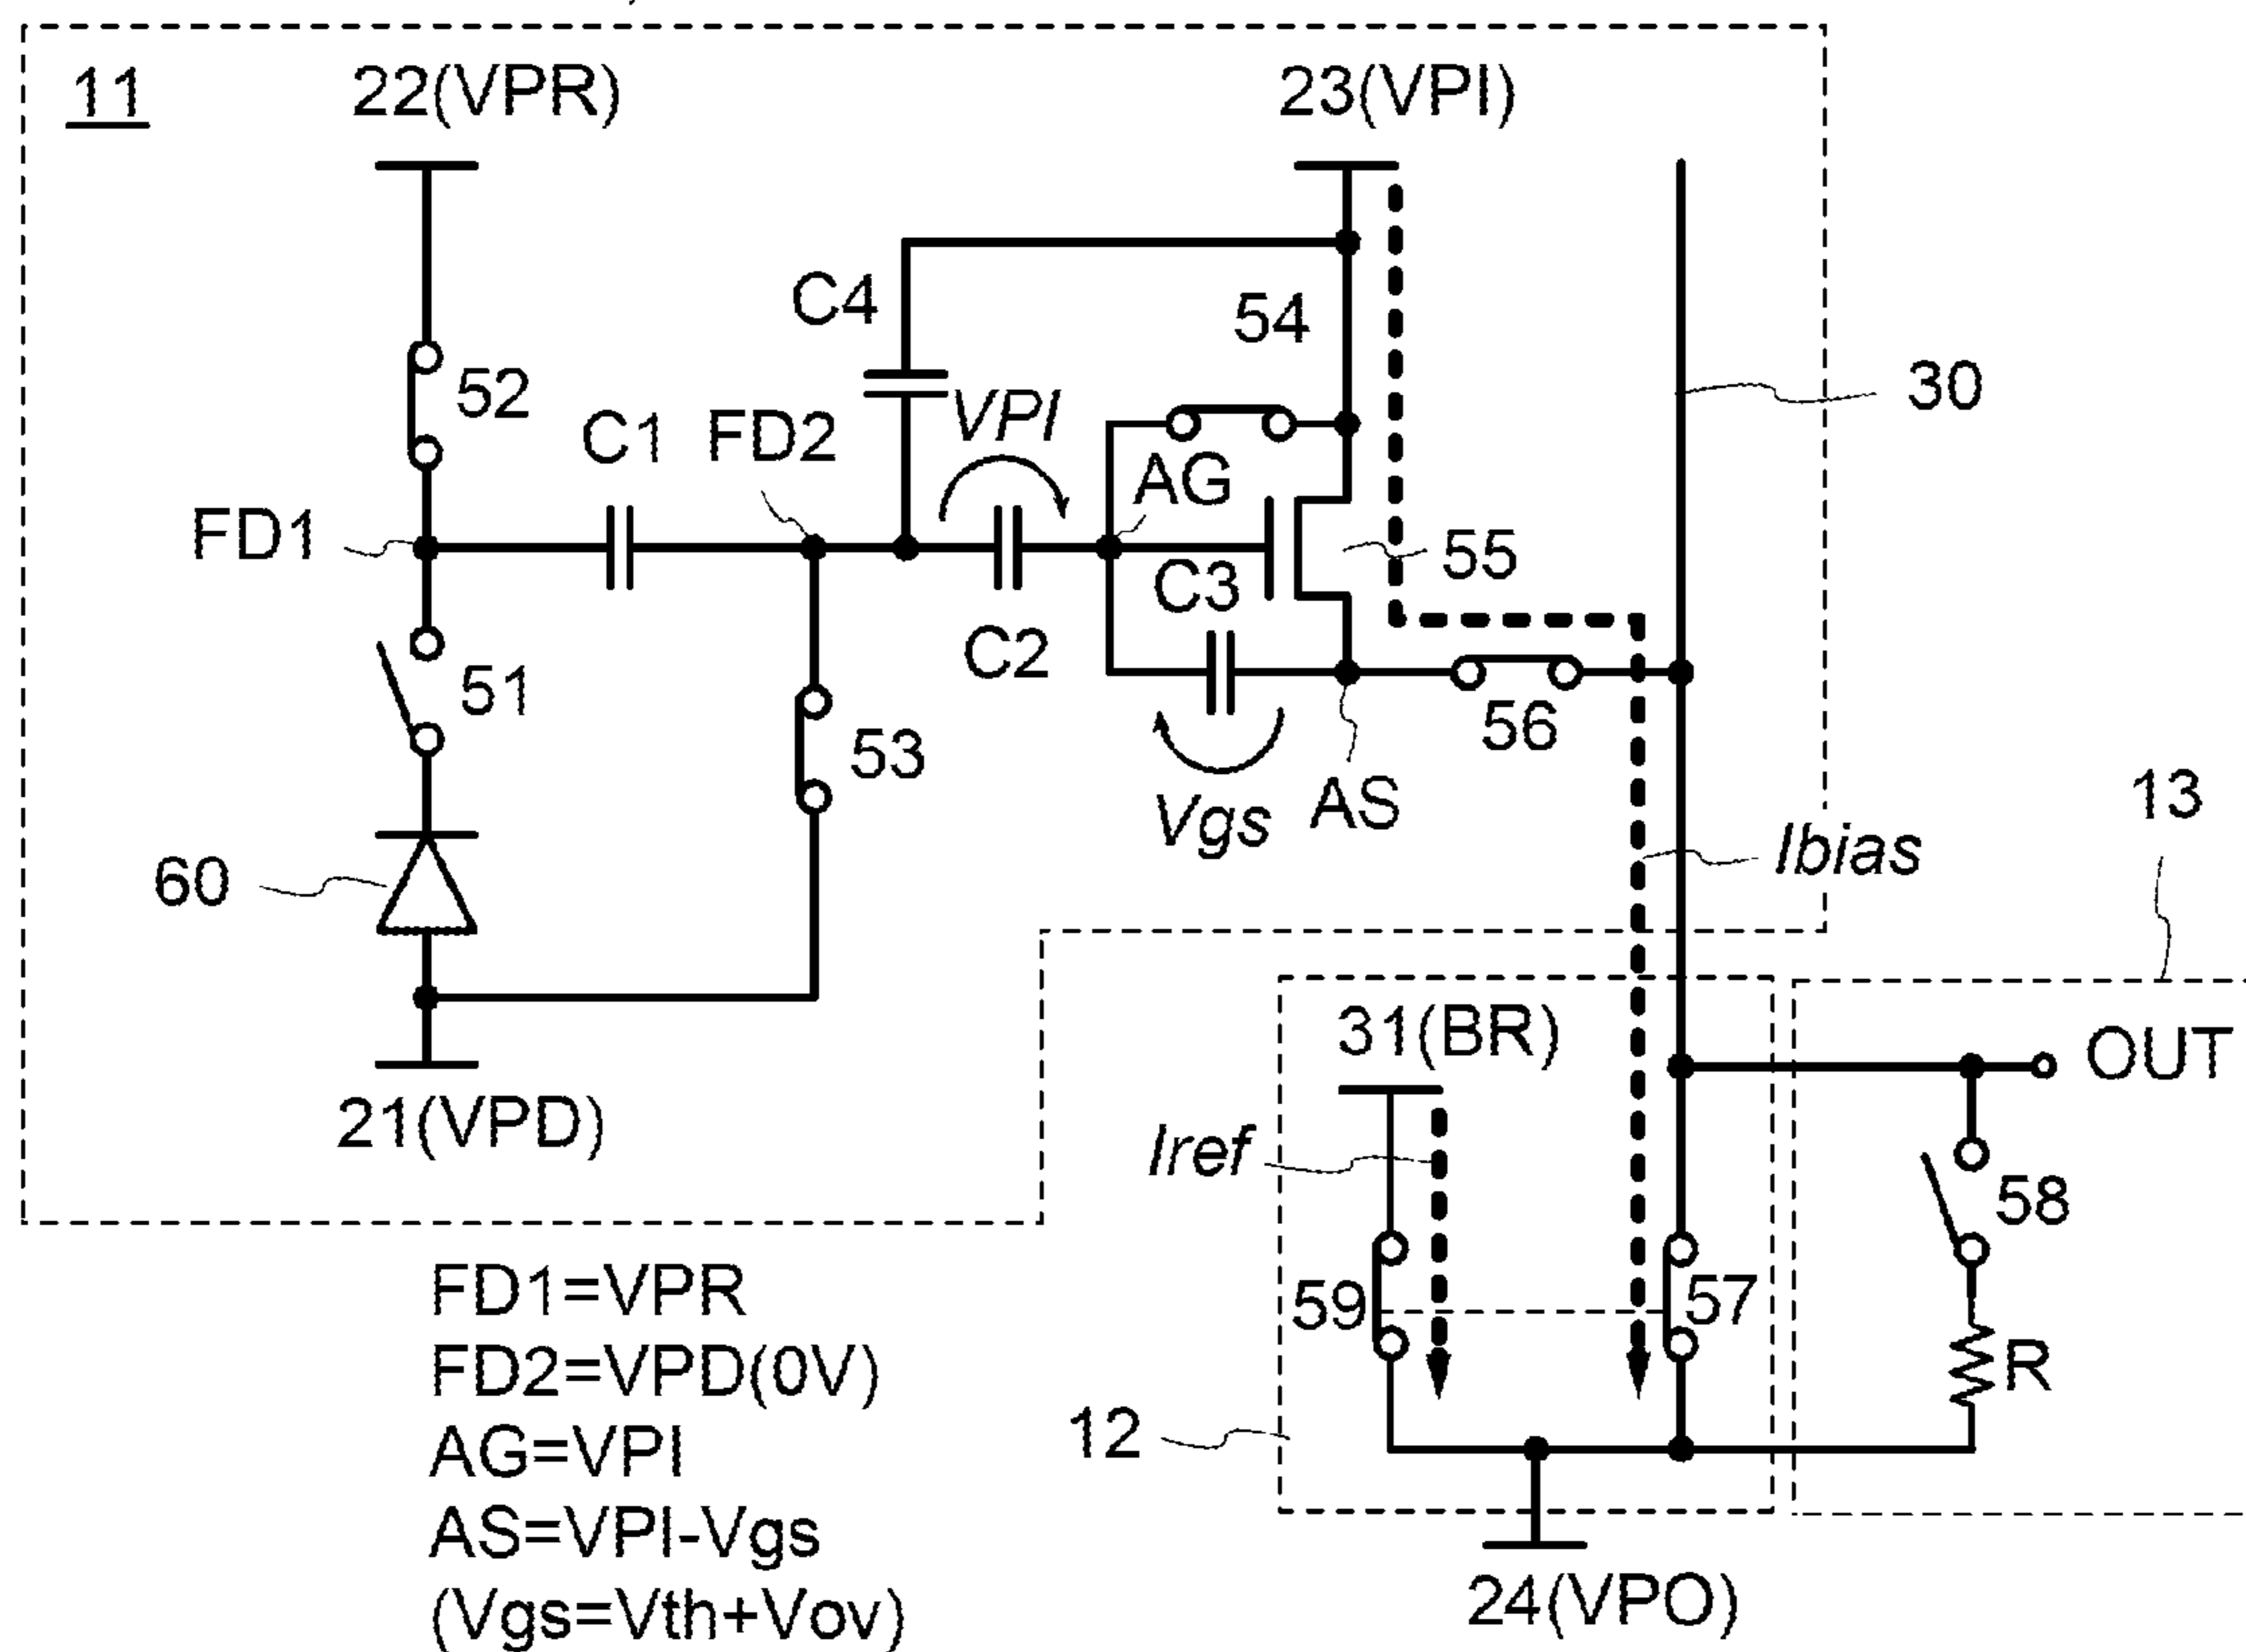 11
22(VPR)
23(VPI)
C4
54
52
C1
FD2
VPI
AG
30
FD1
55
C3
C2
51
56
53
Vgs
AS
13
60
Ibias
31(BR)
OUT
21(VPD)
Iref
58
59
57
R
12
24(VPO)
FD1=VPR
FD2=VPD(0V)
AG=VPI
AS=VPI-Vgs
(Vgs=Vth+Vov)